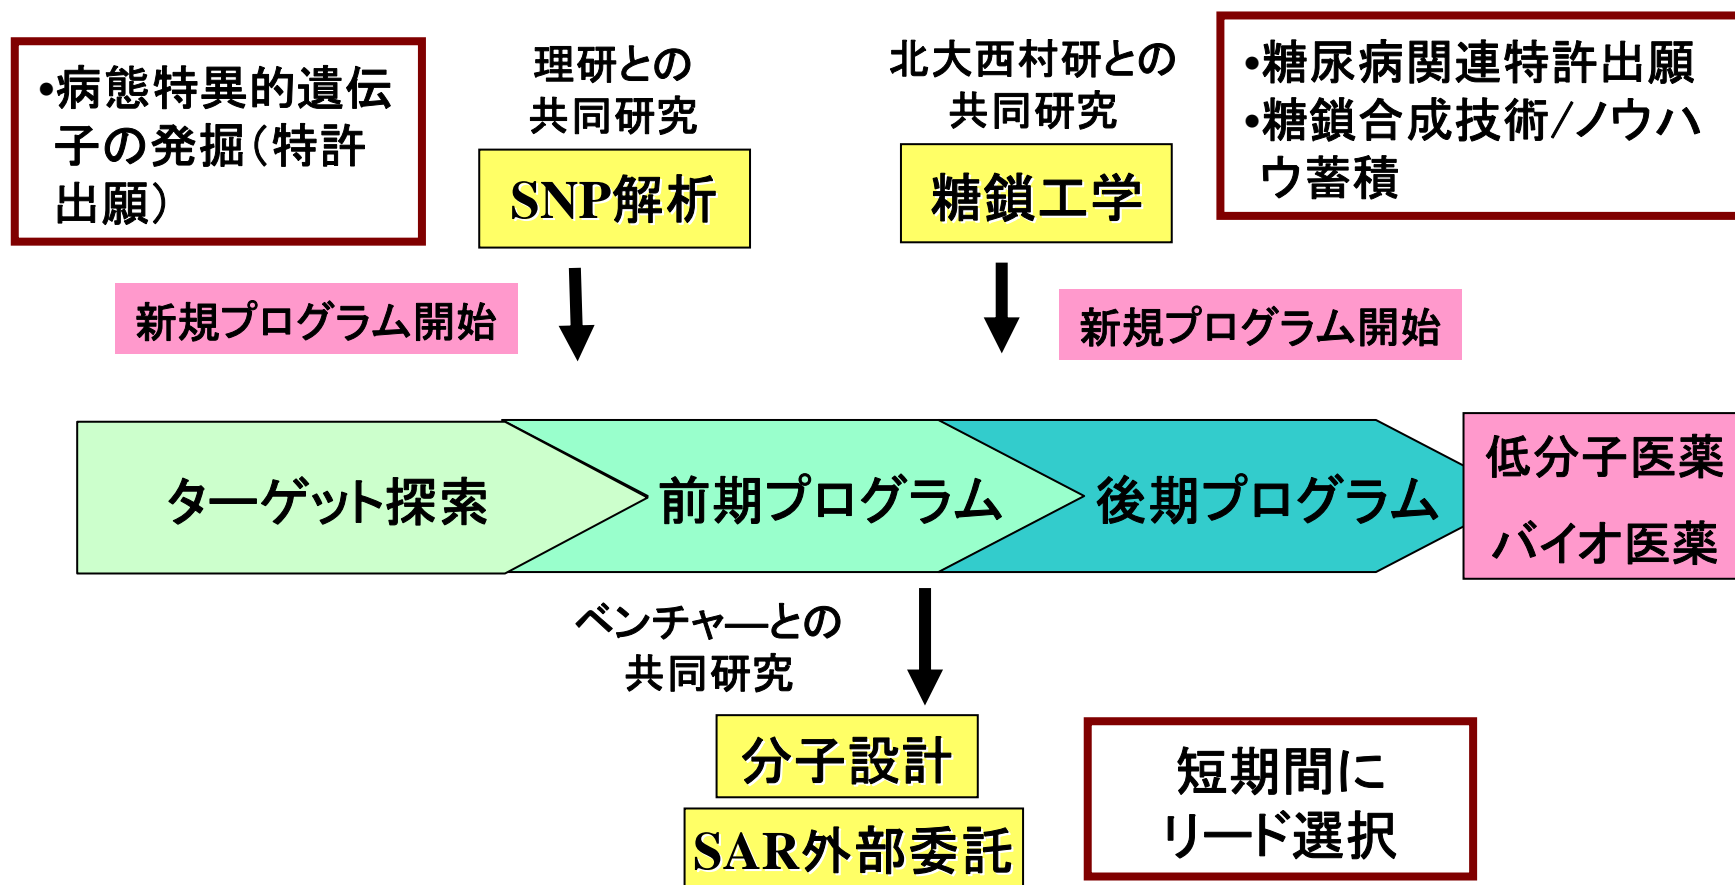 •病態特異的遺伝
子の発掘（特許
出願）
理研との
共同研究
SNP解析
北大西村研との
共同研究
糖鎖工学
•糖尿病関連特許出願
•糖鎖合成技術/ノウハ
ウ蓄積
新規プログラム開始
新規プログラム開始
ターゲット探索
前期プログラム
後期プログラム
低分子医薬
バイオ医薬
ベンチャ―との
共同研究
分子設計
SAR外部委託
短期間に
リード選択